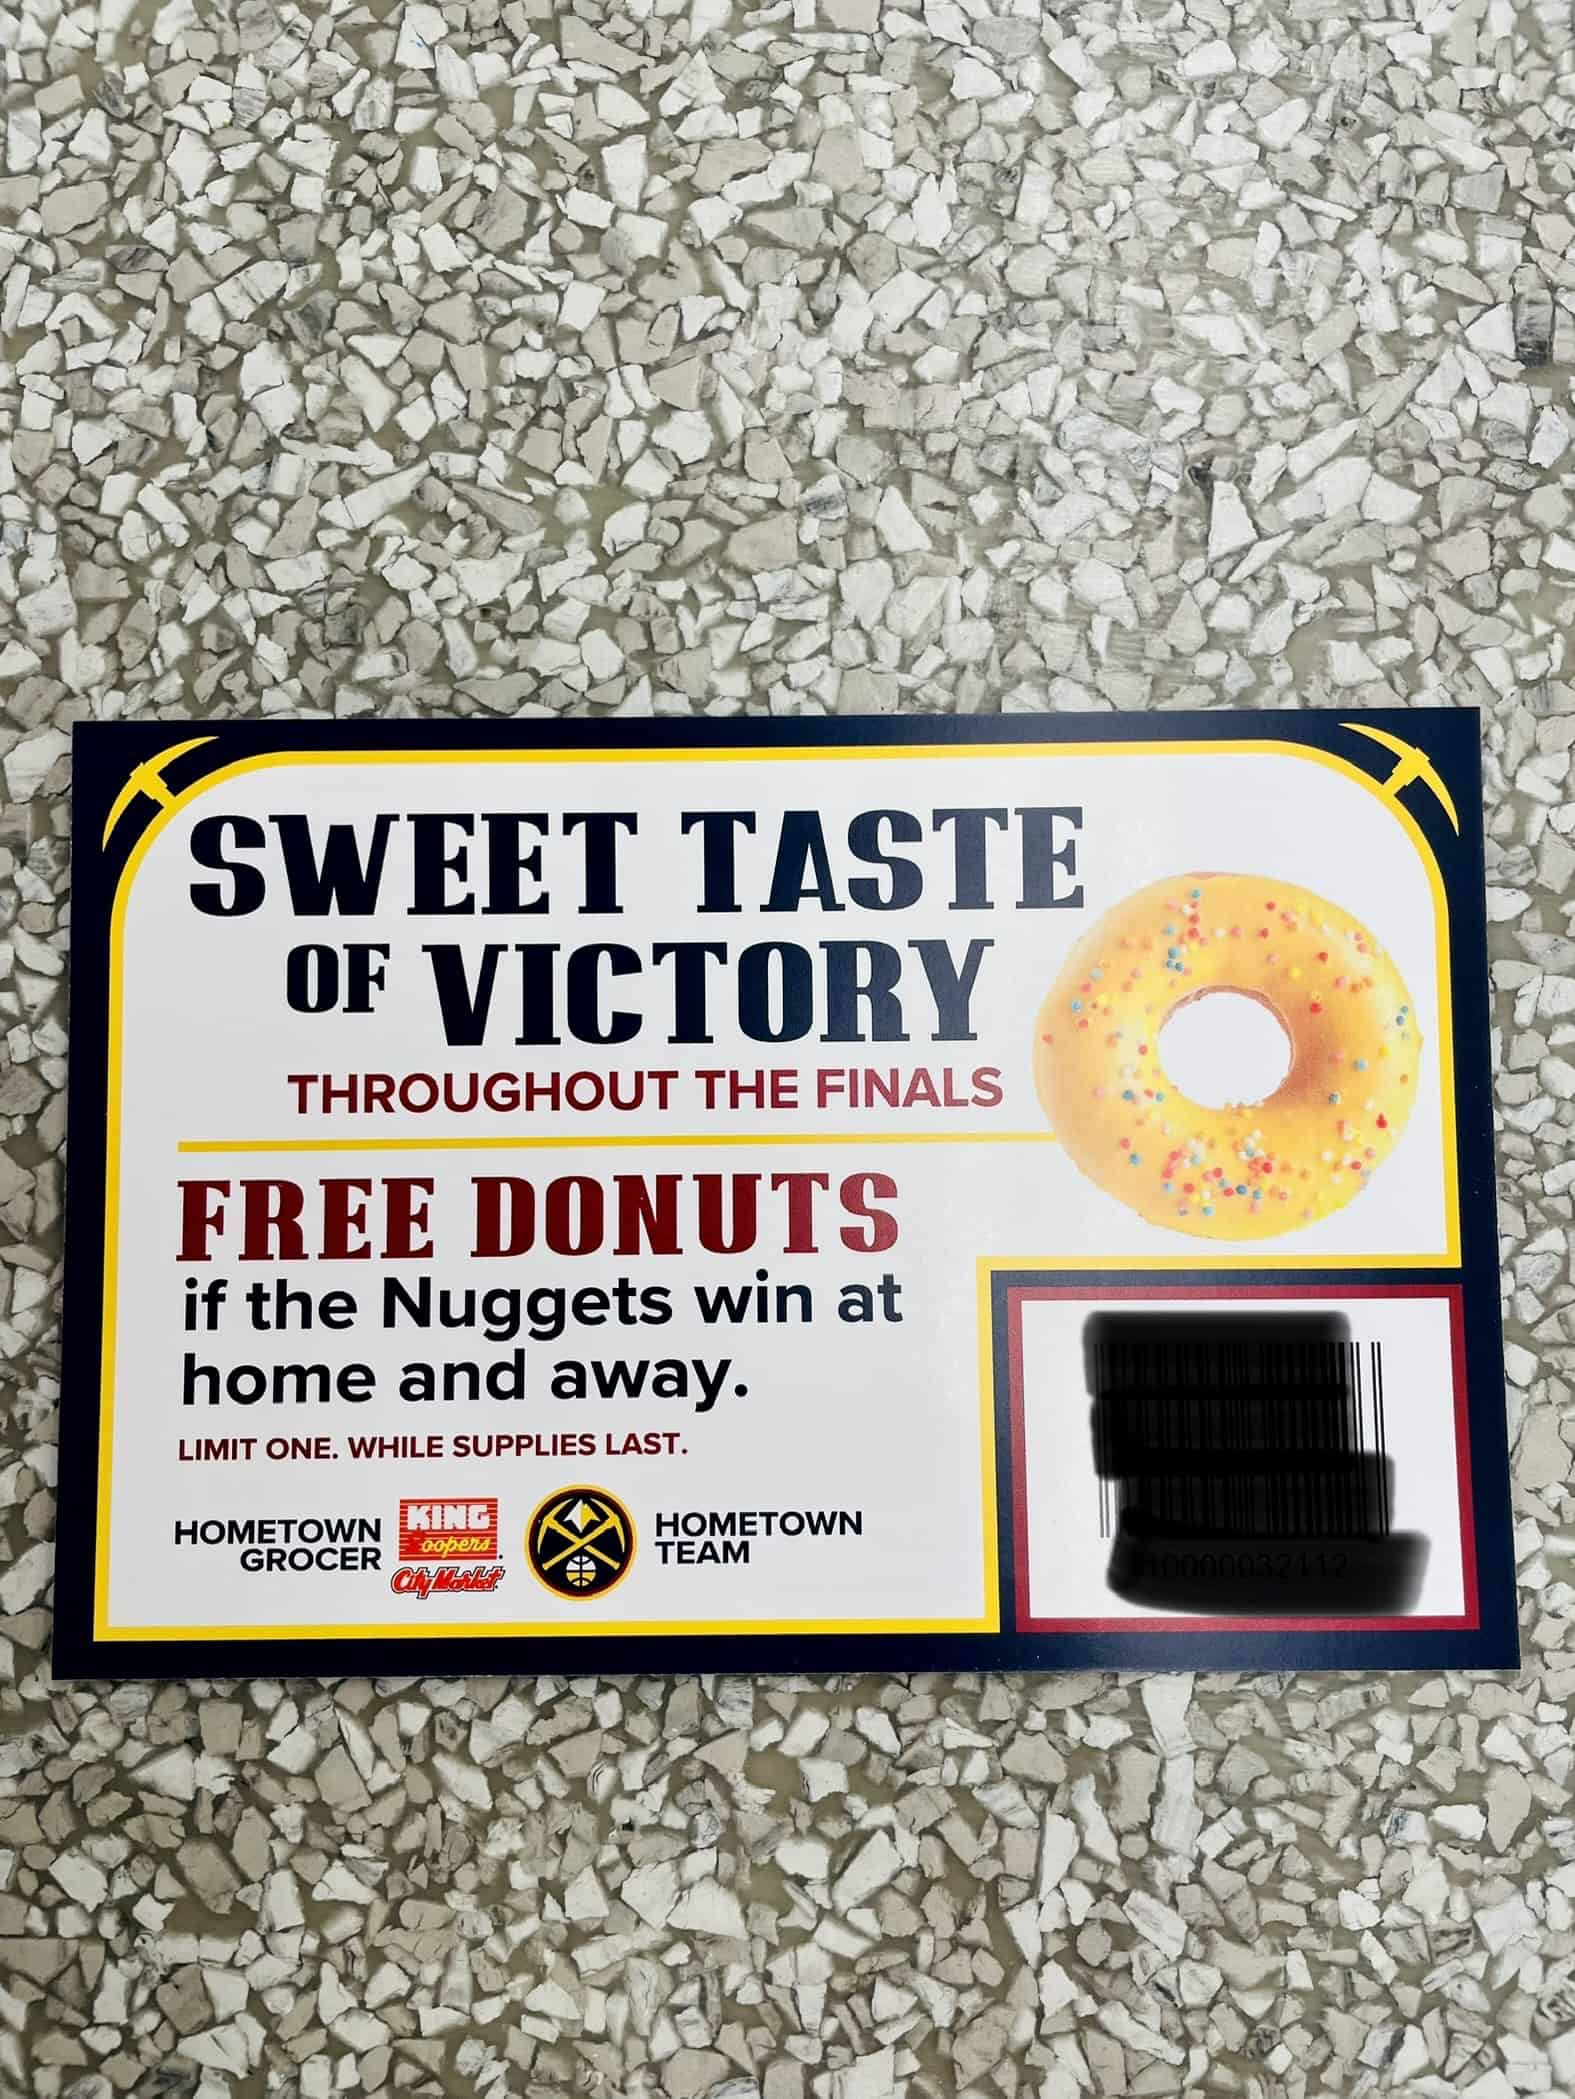 SWEET TASTE
OF VICTORY
THROUGHOUT THE FINALS
FREE DONUTS
if the Nuggets win at
home and away.
LIMIT ONE. WHILE SUPPLIES LAST.
HOMETOWN
GROCER
KING
oopers.
City Market.
HOMETOWN
TEAM